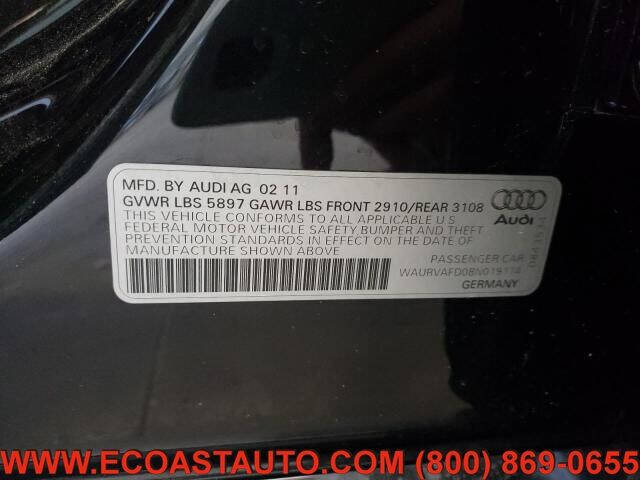 MFD. BY AUDI AG 02 11
GVWR LBS 5897 GAWR LBS FRONT 2910/REAR 3108
THIS VEHICLE CONFORMS TO ALL APPLICABLE U S
FEDERAL MOTOR VEHICLE SAFETY BUMPER AND THEFT
PREVENTION STANDARDS IN EFFECT ON THE DATE OF
MANUFACTURE SHOWN ABOVE
Audi
PASSENGER CAR
WAURVAFD0BN019114
GERMANY
WWW.ECOASTAUTO.COM (800) 869-0655